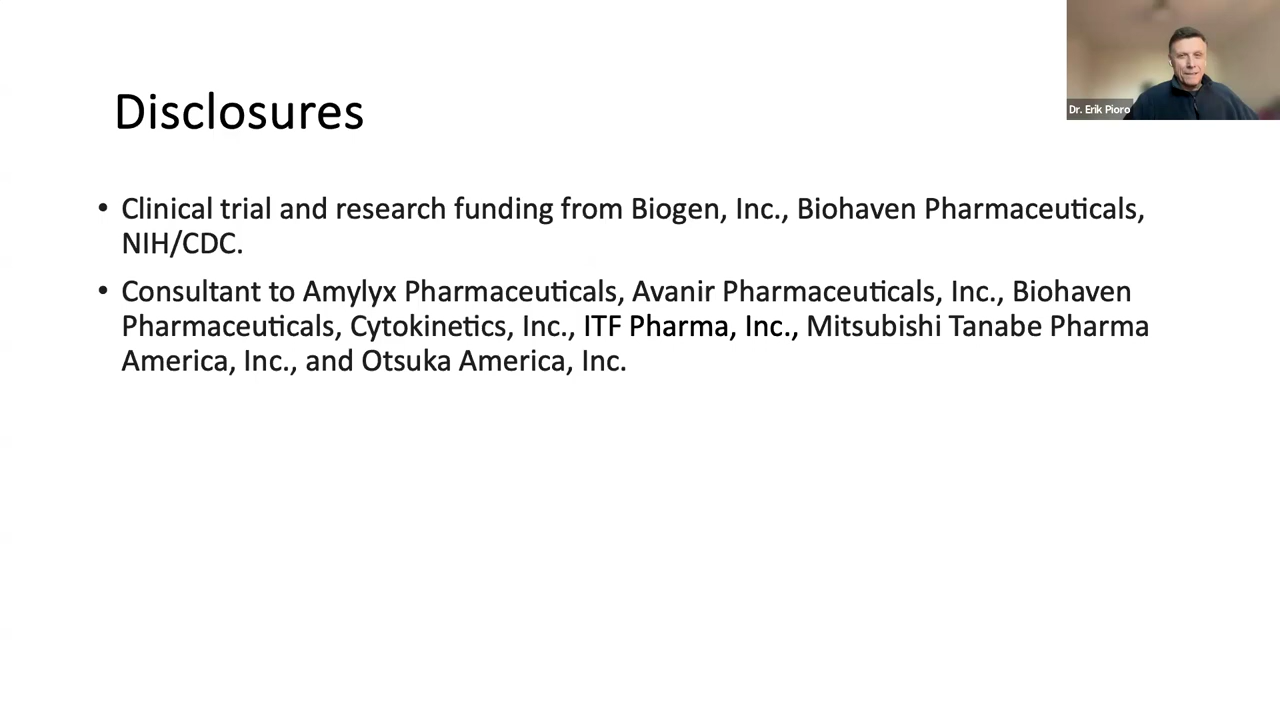 Disclosures
Dr. Erik Pioro
• Clinical trial and research funding from Biogen, Inc., Biohaven Pharmaceuticals,
NIH/CDC.
• Consultant to Amylyx Pharmaceuticals, Avanir Pharmaceuticals, Inc., Biohaven
Pharmaceuticals, Cytokinetics, Inc., ITF Pharma, Inc., Mitsubishi Tanabe Pharma
America, Inc., and Otsuka America, Inc.